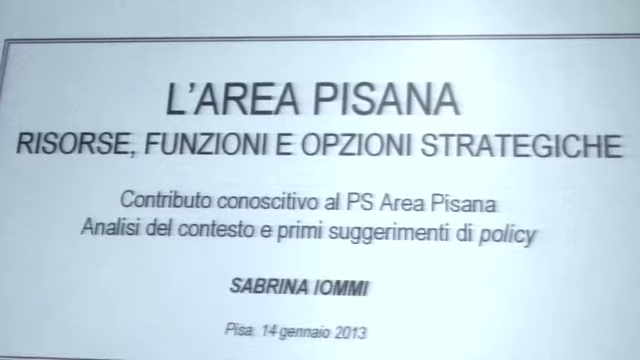 L'AREA PISANA
RISORSE, FUNZIONI E OPZIONI STRATEGICHE
Contributo conoscitivo al PS Area Pisana
Analisi del contesto e primi suggerimenti di policy
SABRINA IOMMI
Pisa, 14 gennaio 2013